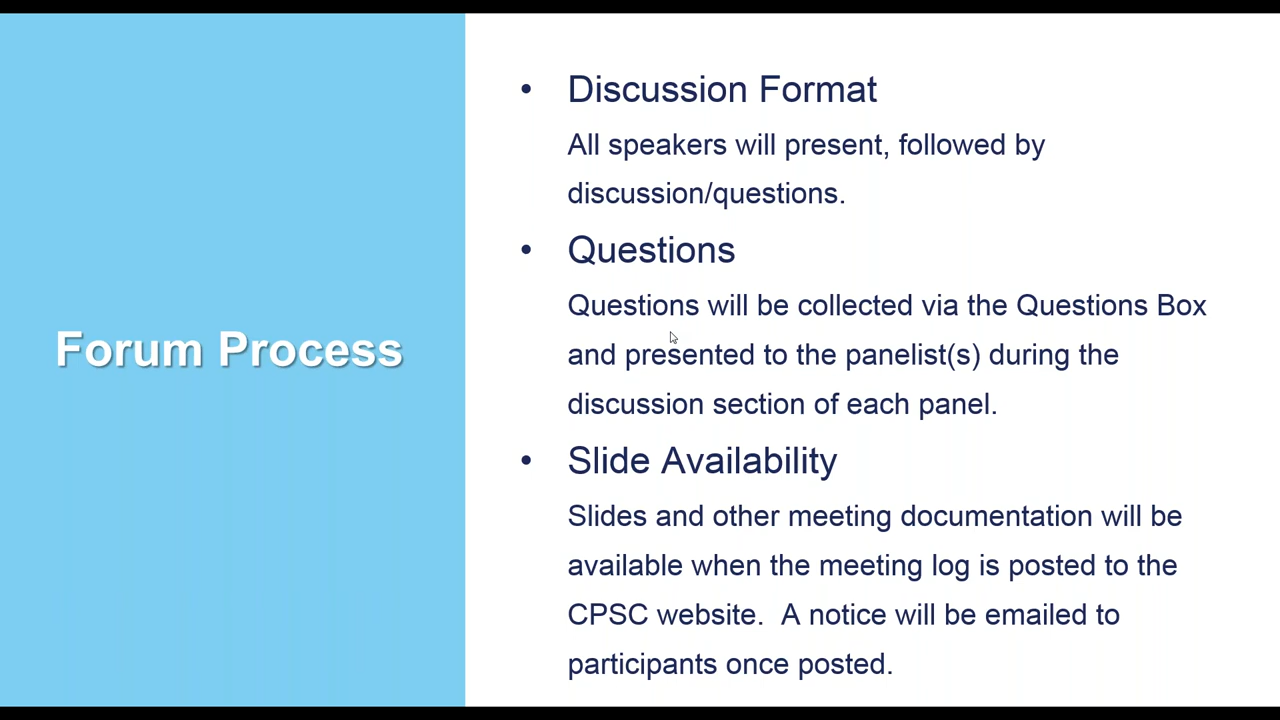 Forum Process
• Discussion Format
All speakers will present, followed by
discussion/questions.
• Questions
Questions will be collected via the Questions Box
and presented to the panelist(s) during the
discussion section of each panel.
• Slide Availability
Slides and other meeting documentation will be
available when the meeting log is posted to the
CPSC website.  A notice will be emailed to
participants once posted.